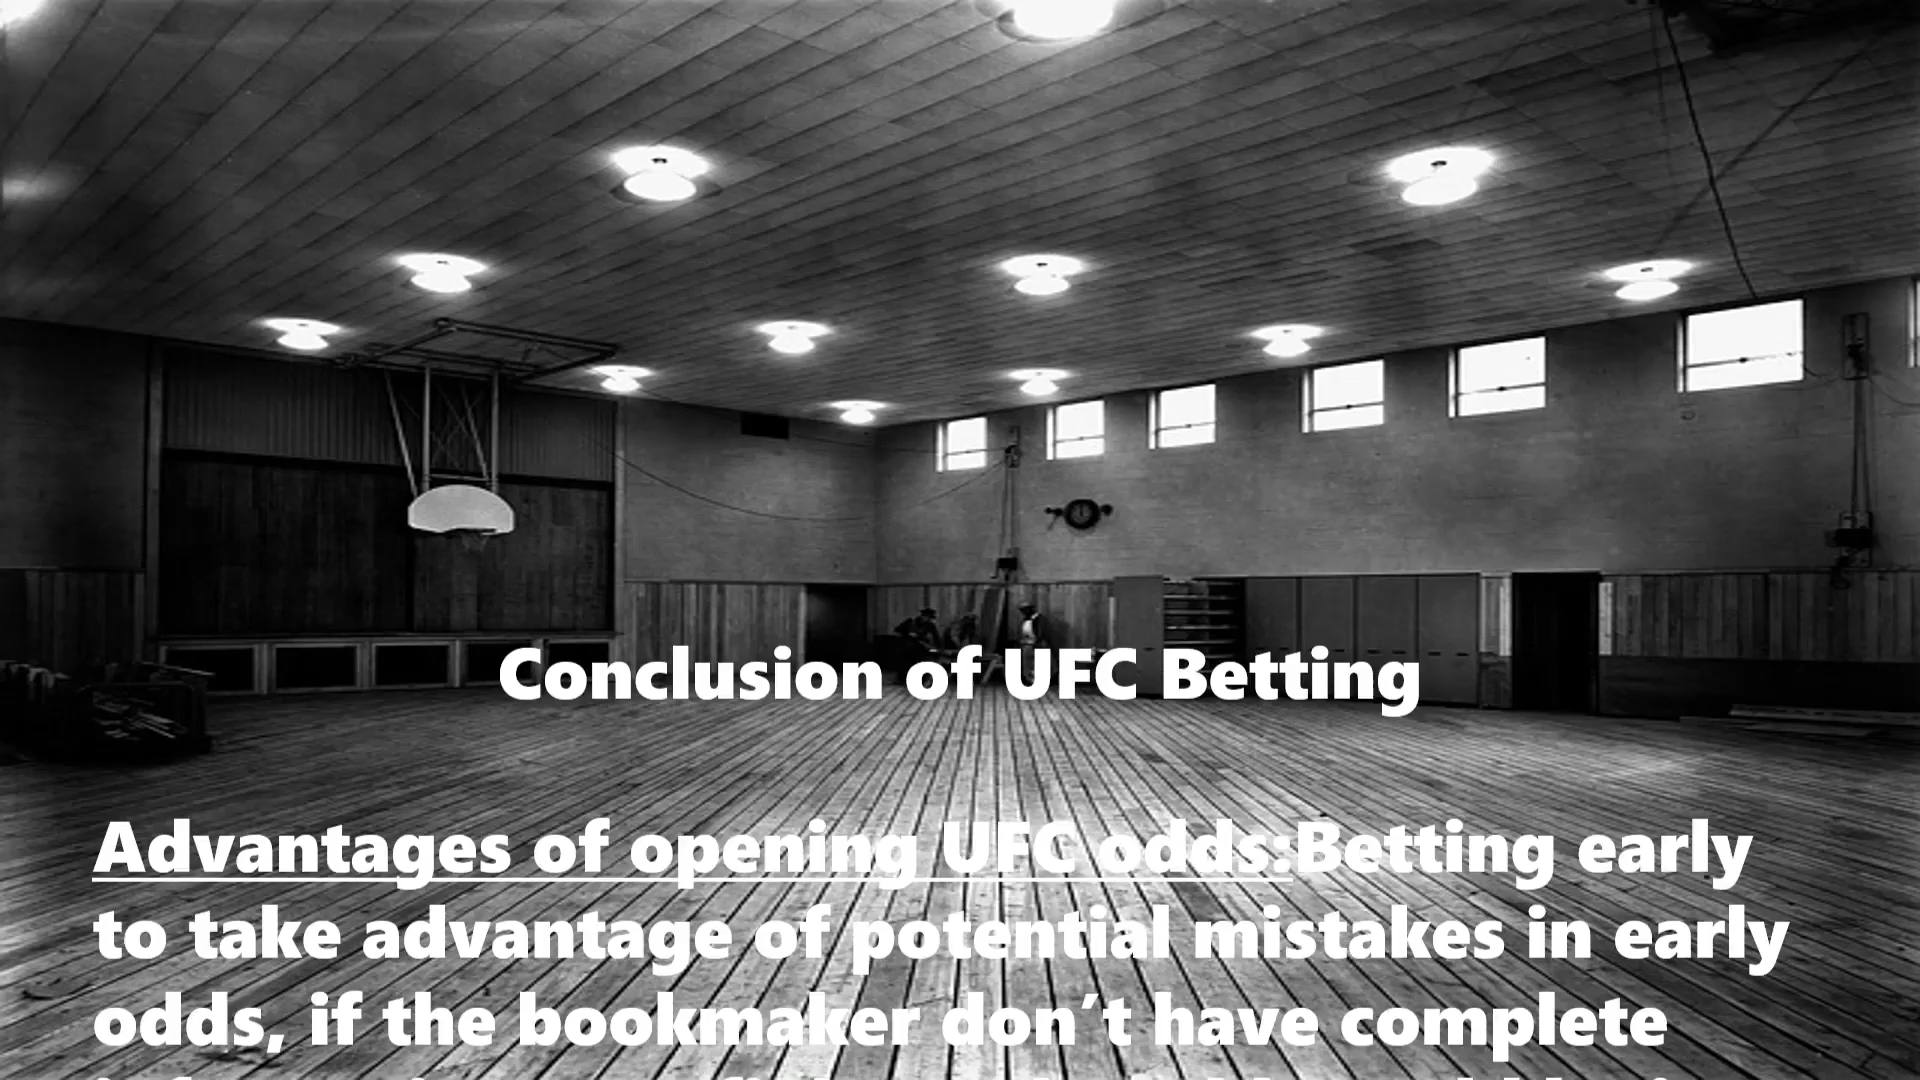 Conclusion of UFC Betting
Advantages of opening UFC odds:Betting early
to take advantage of potential mistakes in early
odds, if the bookmaker don´t have complete